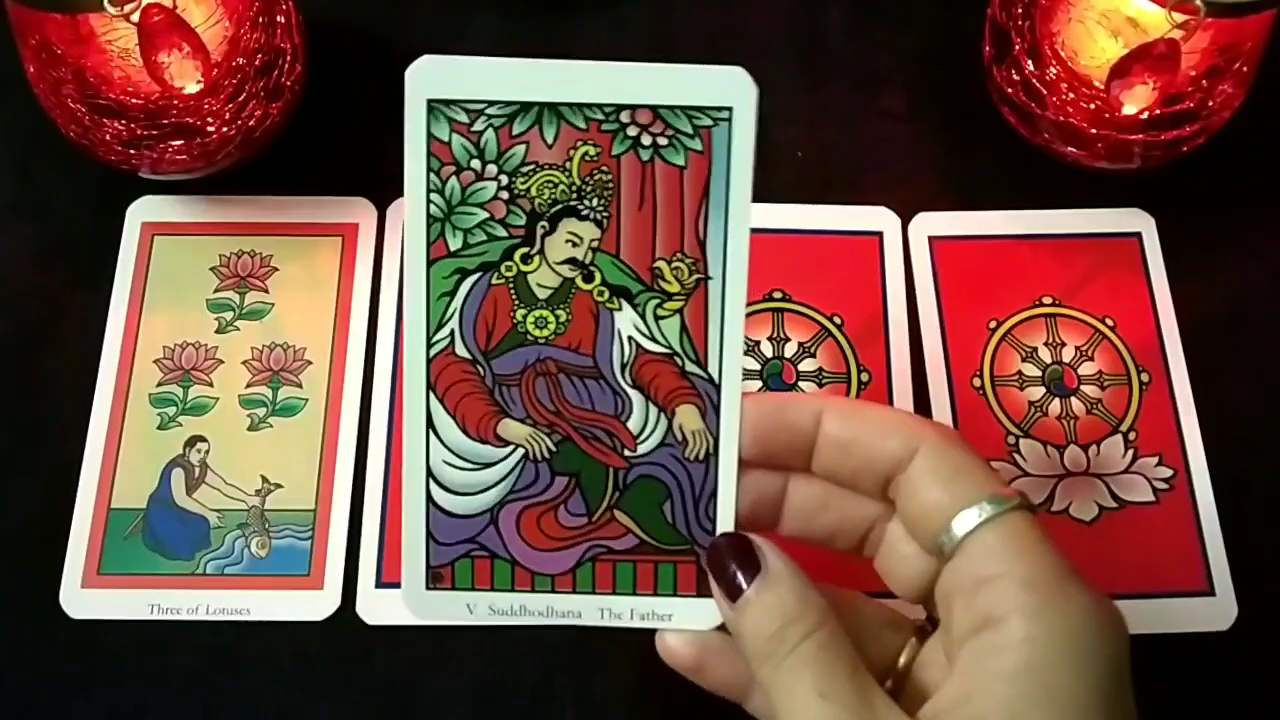 Three of Lotuses
V. Suddhodhana The Father